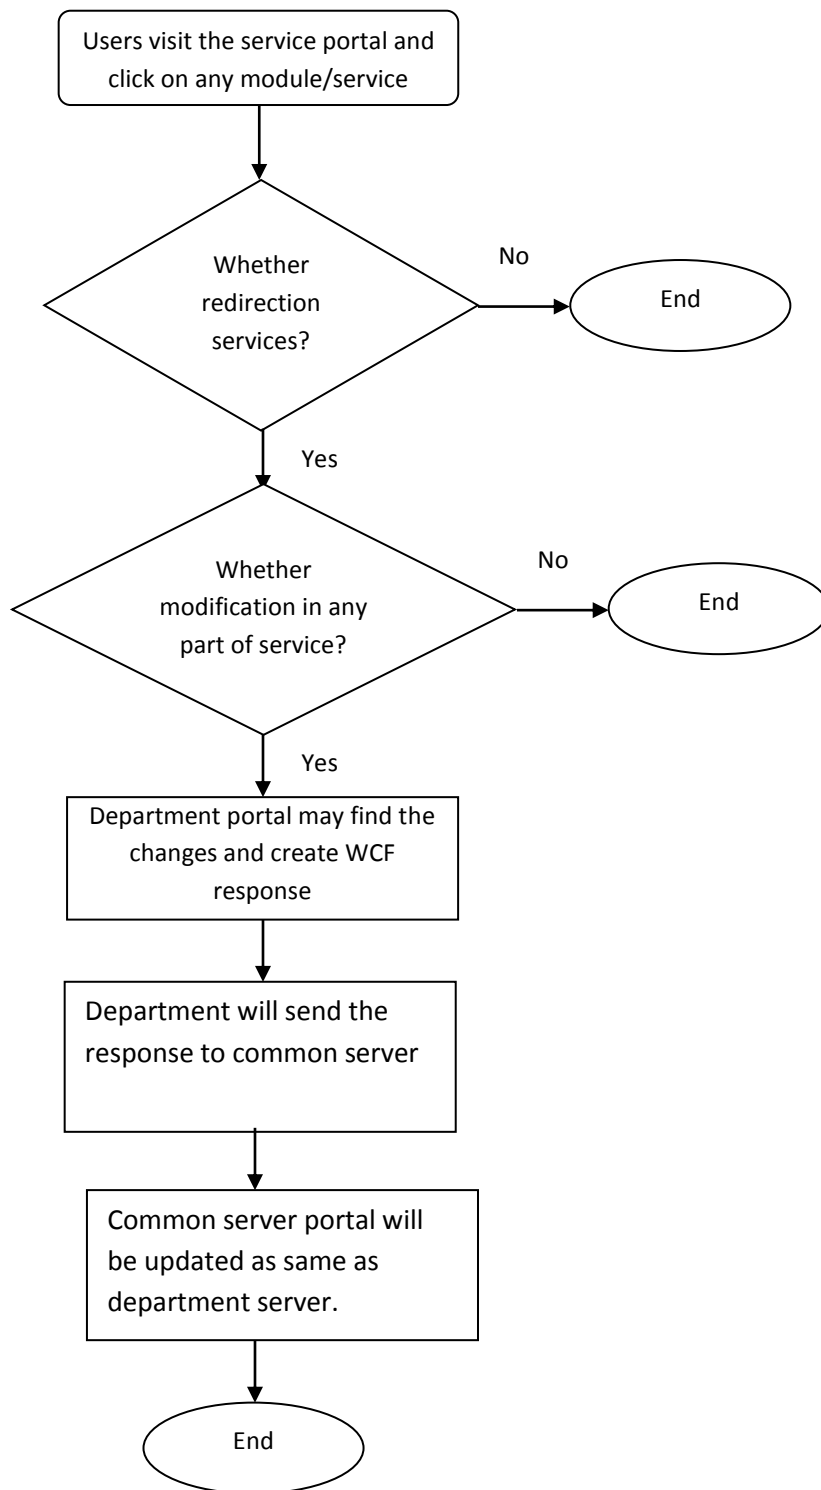 Users visit the service portal and
click on any module/service
Whether
redirection
services?
No
End
Yes
Whether
modification in any
part of service?
No
End
Yes
Department portal may find the
changes and create WCF
response
Department will send the
response to common server
Common server portal will
be updated as same as
department server.
End